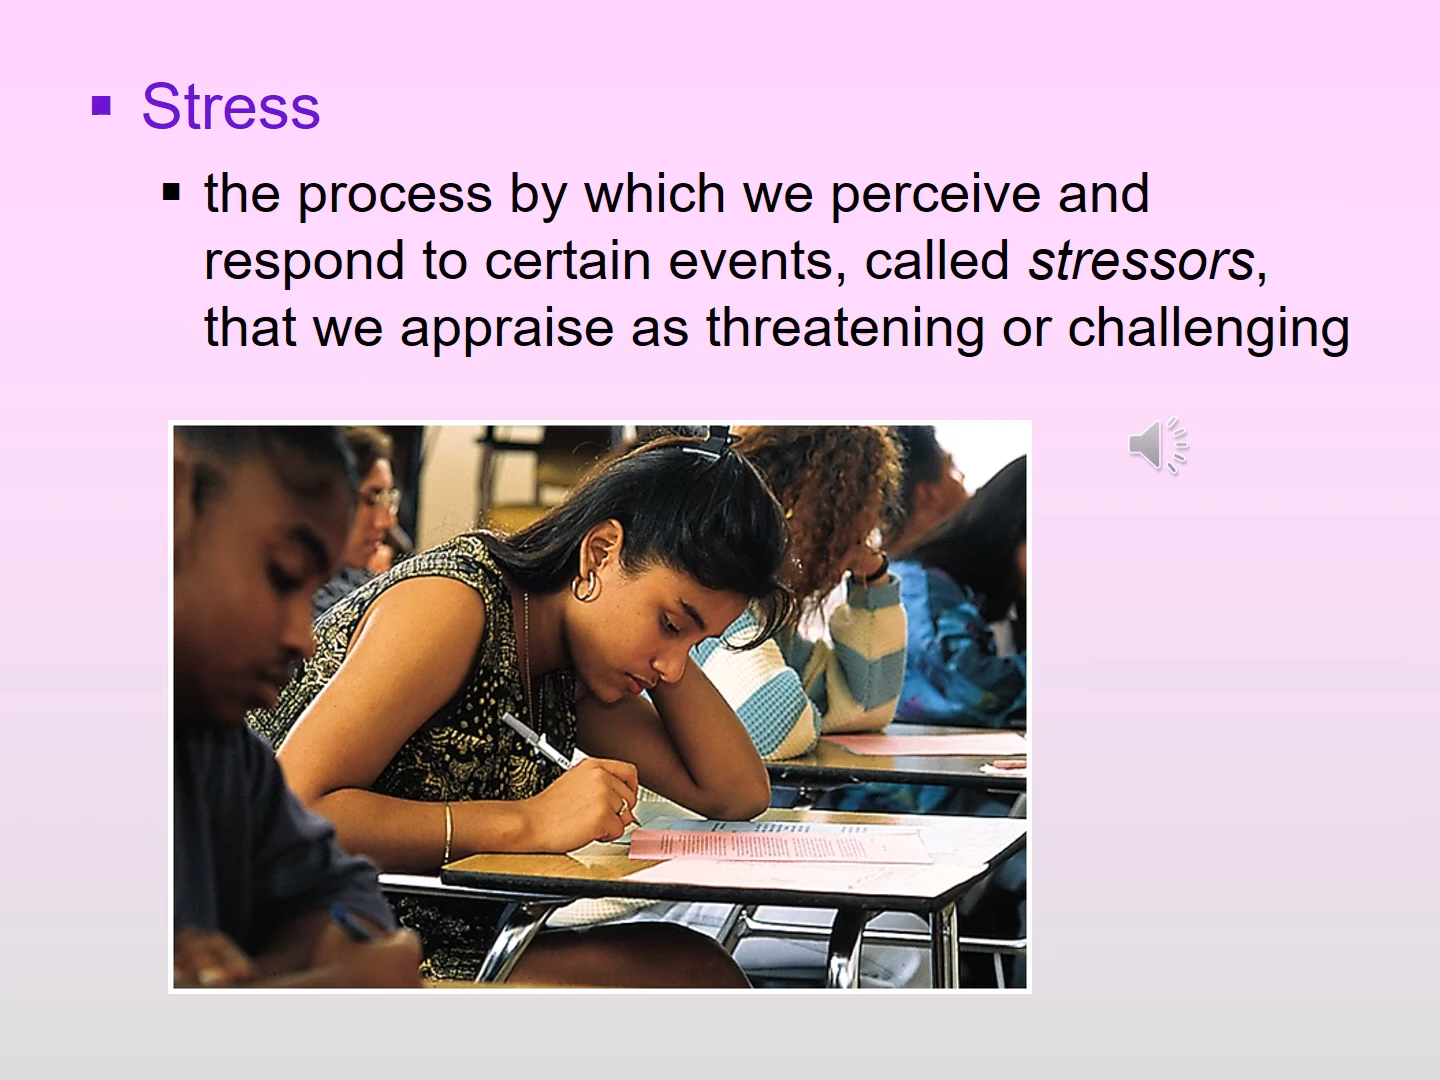 Stress
the process by which we perceive and
respond to certain events, called stressors,
that we appraise as threatening or challenging